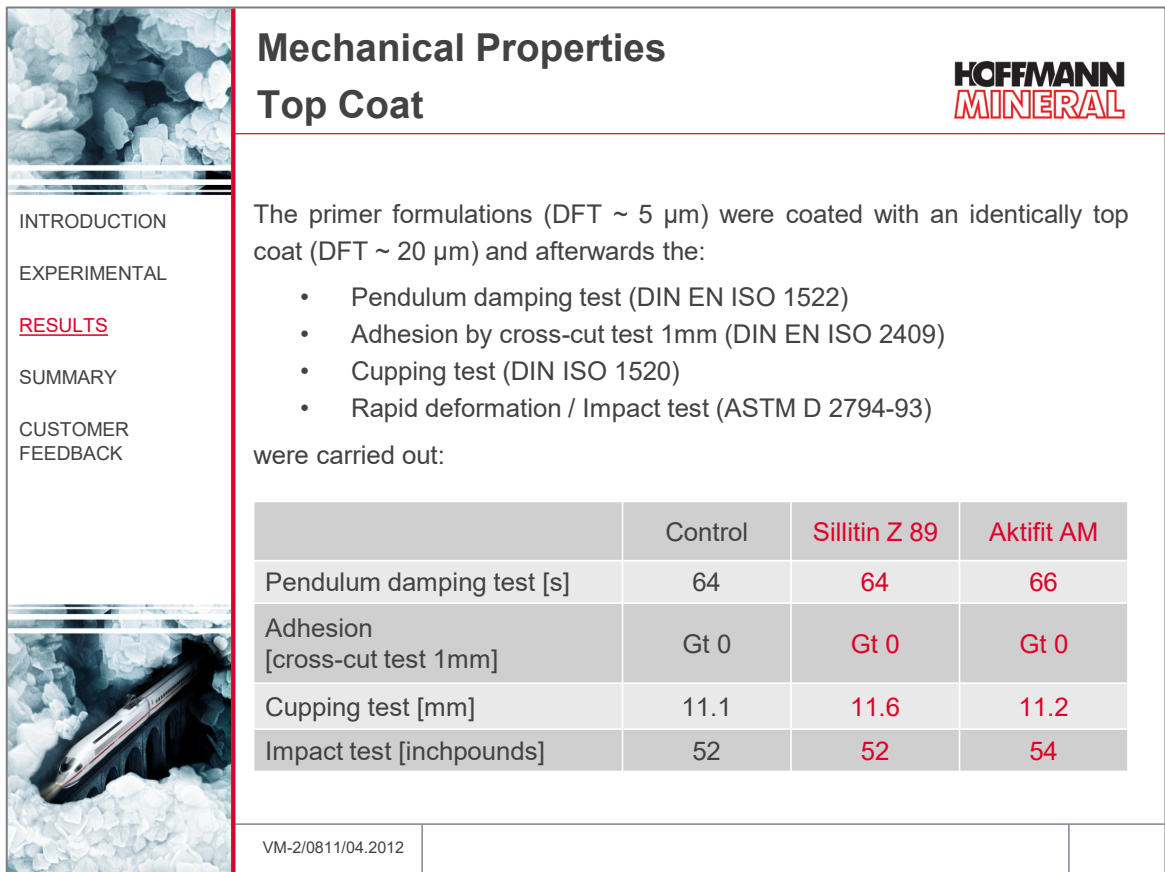 Mechanical Properties
Top Coat
HOFFMANN
MINERAL
INTRODUCTION
EXPERIMENTAL
RESULTS
SUMMARY
CUSTOMER
FEEDBACK
The primer formulations (DFT ~ 5 µm) were coated with an identically top
coat (DFT ~ 20 µm) and afterwards the:
• Pendulum damping test (DIN EN ISO 1522)
• Adhesion by cross-cut test 1mm (DIN EN ISO 2409)
• Cupping test (DIN ISO 1520)
• Rapid deformation / Impact test (ASTM D 2794-93)
were carried out:
Control Sillitin Z 89 Aktifit AM
Pendulum damping test [s] 64 64 66
Adhesion
[cross-cut test 1mm] Gt 0 Gt 0 Gt 0
Cupping test [mm] 11.1 11.6 11.2
Impact test [inchpounds] 52 52 54
VM-2/0811/04.2012